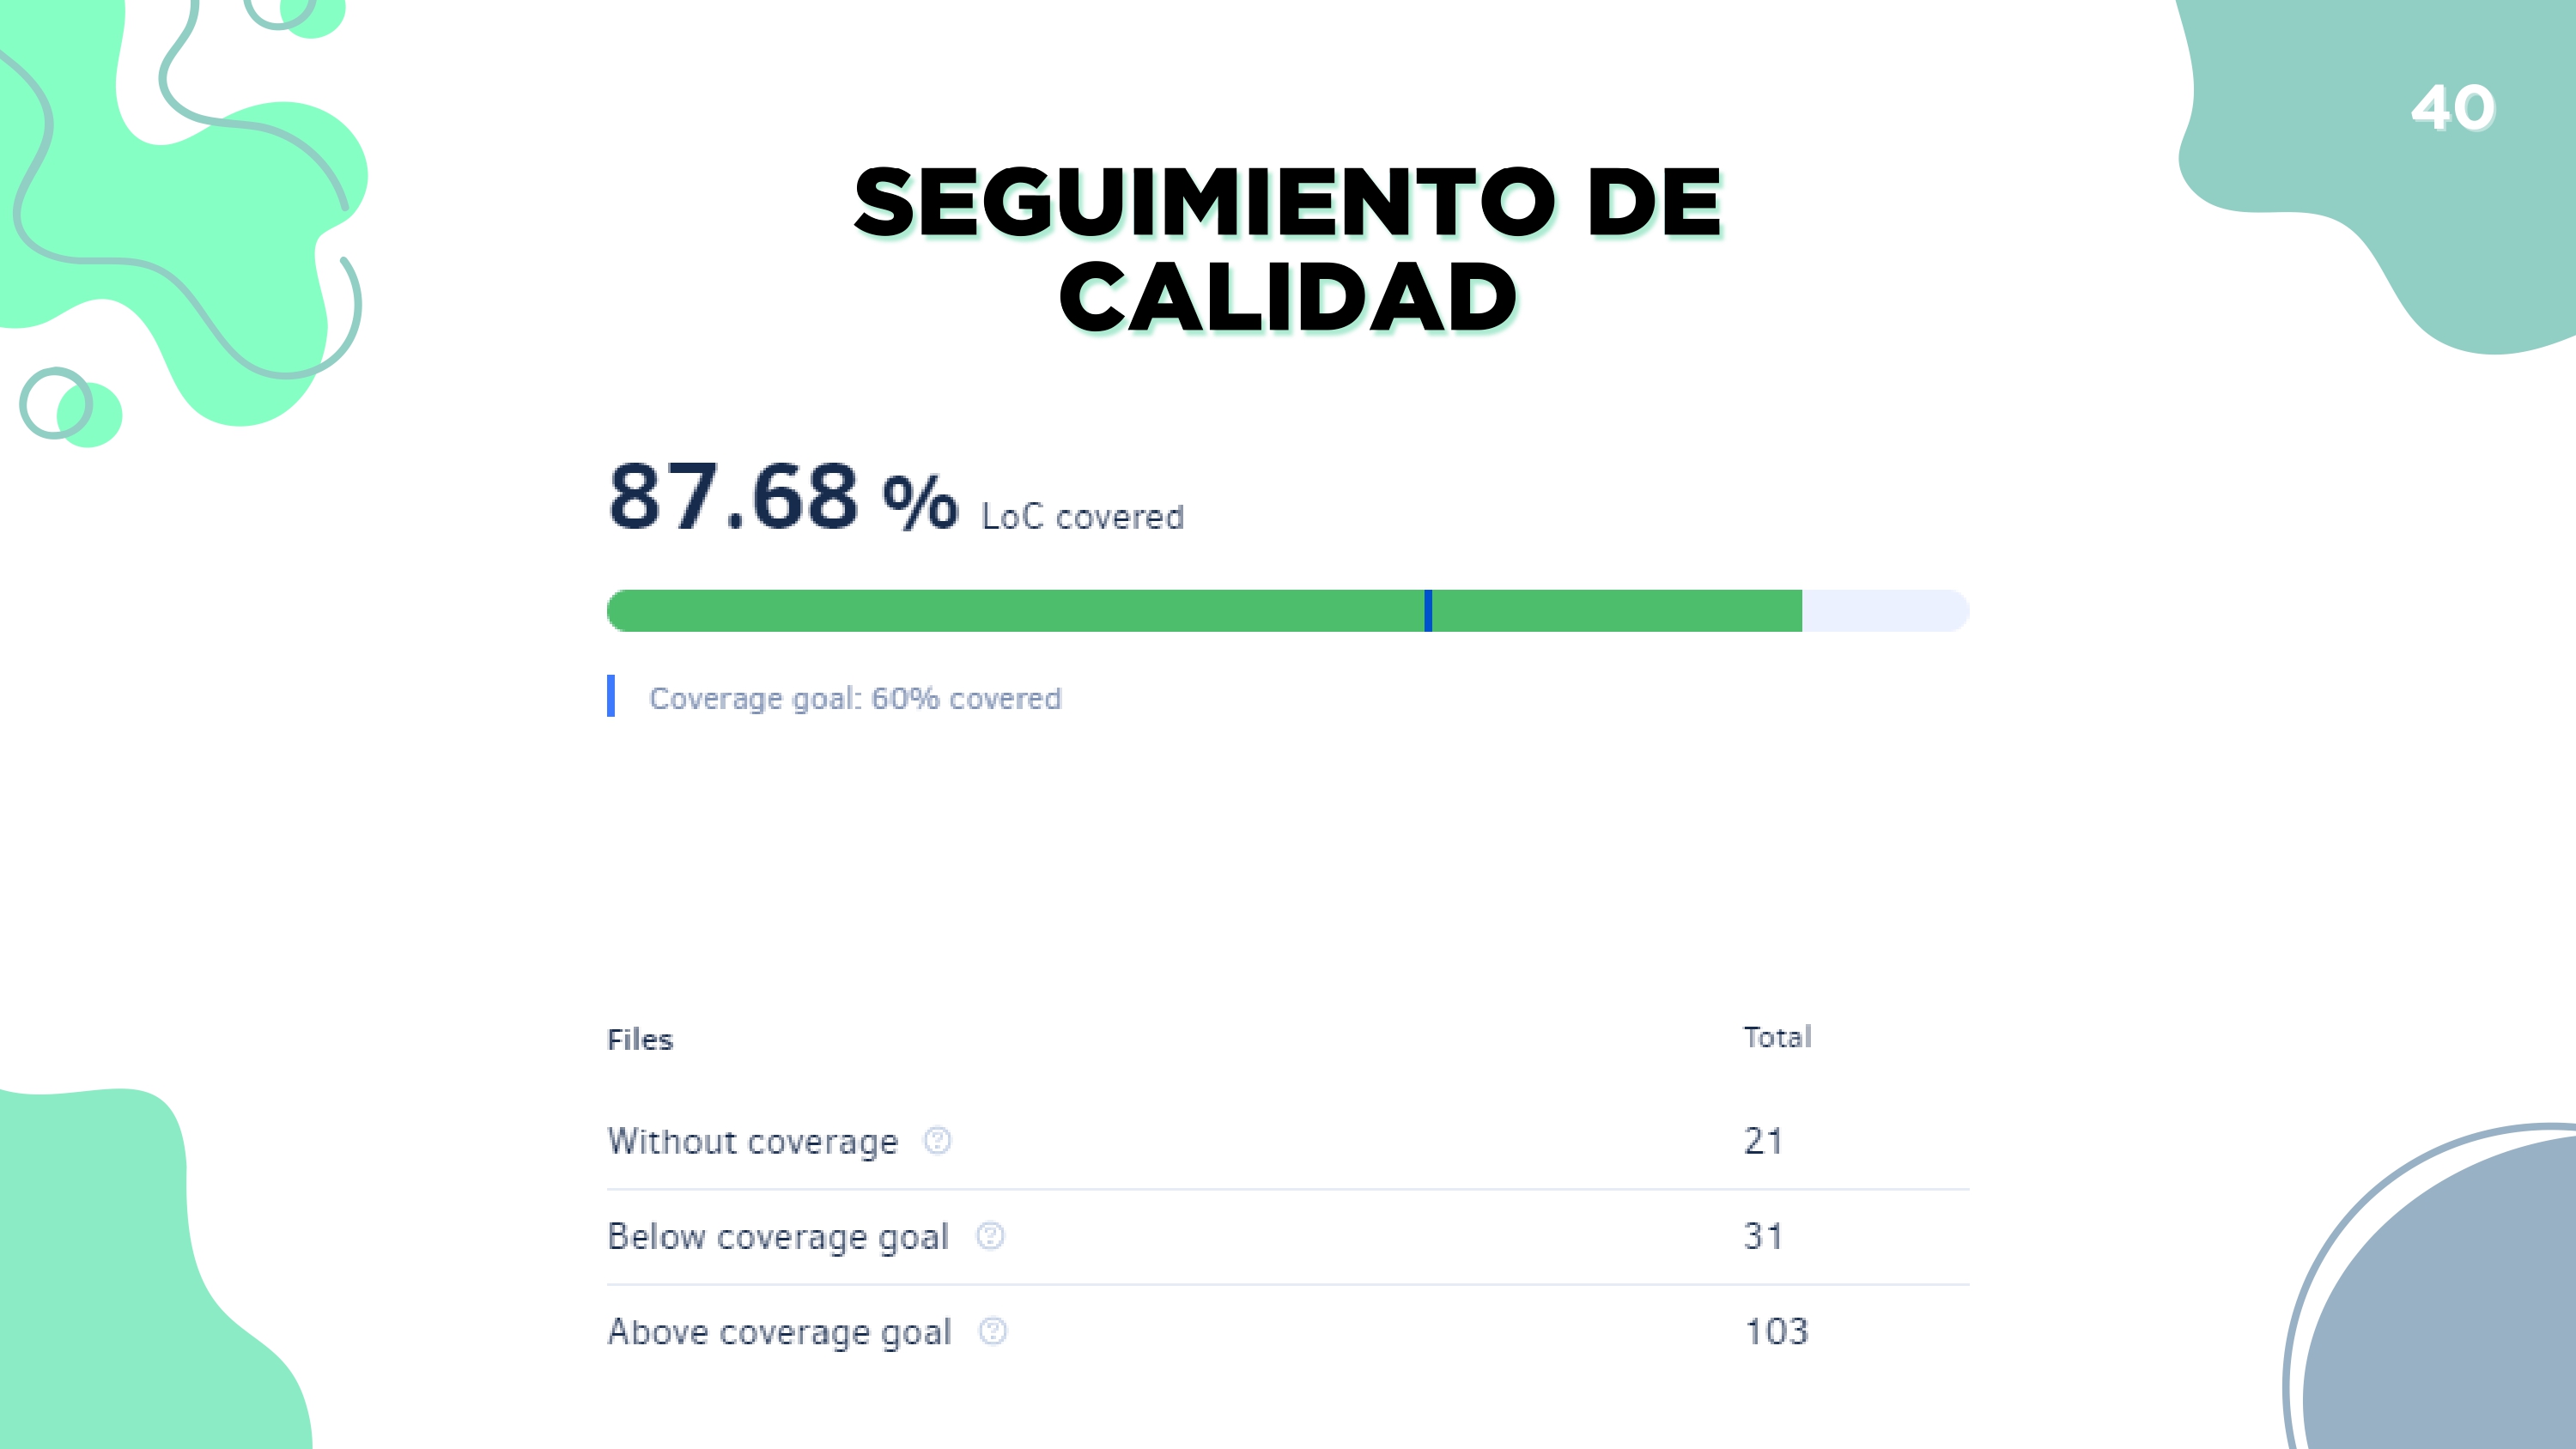 40
SEGUIMIENTO DE
CALIDAD
87.68 % LoC covered
Coverage goal: 60% covered
Files Total
Without coverage 21
Below coverage goal 31
Above coverage goal 103